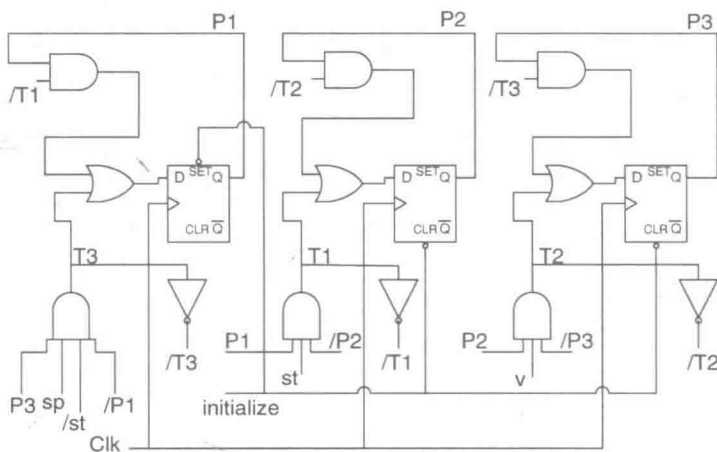 P1
P2
P3
/T1
/T2
/T3
D SET Q
D SET Q
D SET Q
CLR Q̅
CLR Q̅
CLR Q̅
T3
T1
T2
/T3
P1
/P2
/T1
P2
/P3
/T2
P3
sp
/st
/P1
st
v
initialize
Clk